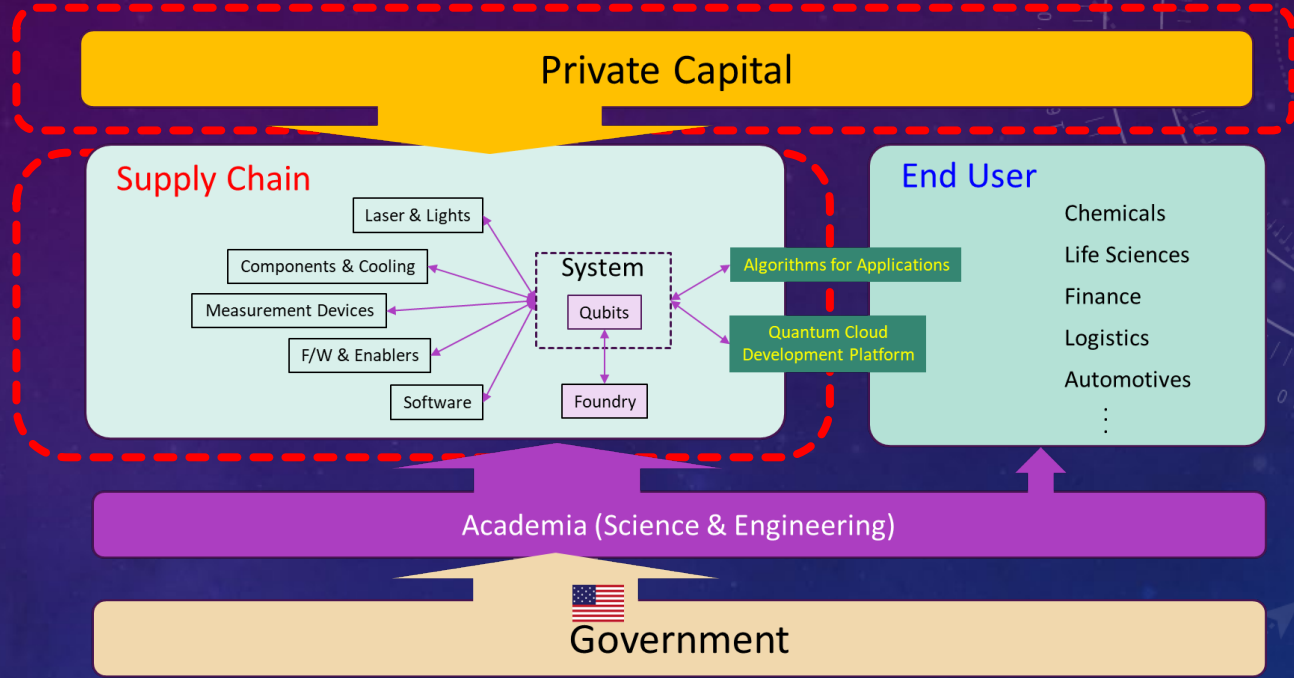 Private Capital
Supply Chain
Laser & Lights
Components & Cooling
Measurement Devices
F/W & Enablers
Software
System
Qubits
Foundry
Algorithms for Applications
Quantum Cloud
Development Platform
End User
Chemicals
Life Sciences
Finance
Logistics
Automotives
Academia (Science & Engineering)
Government